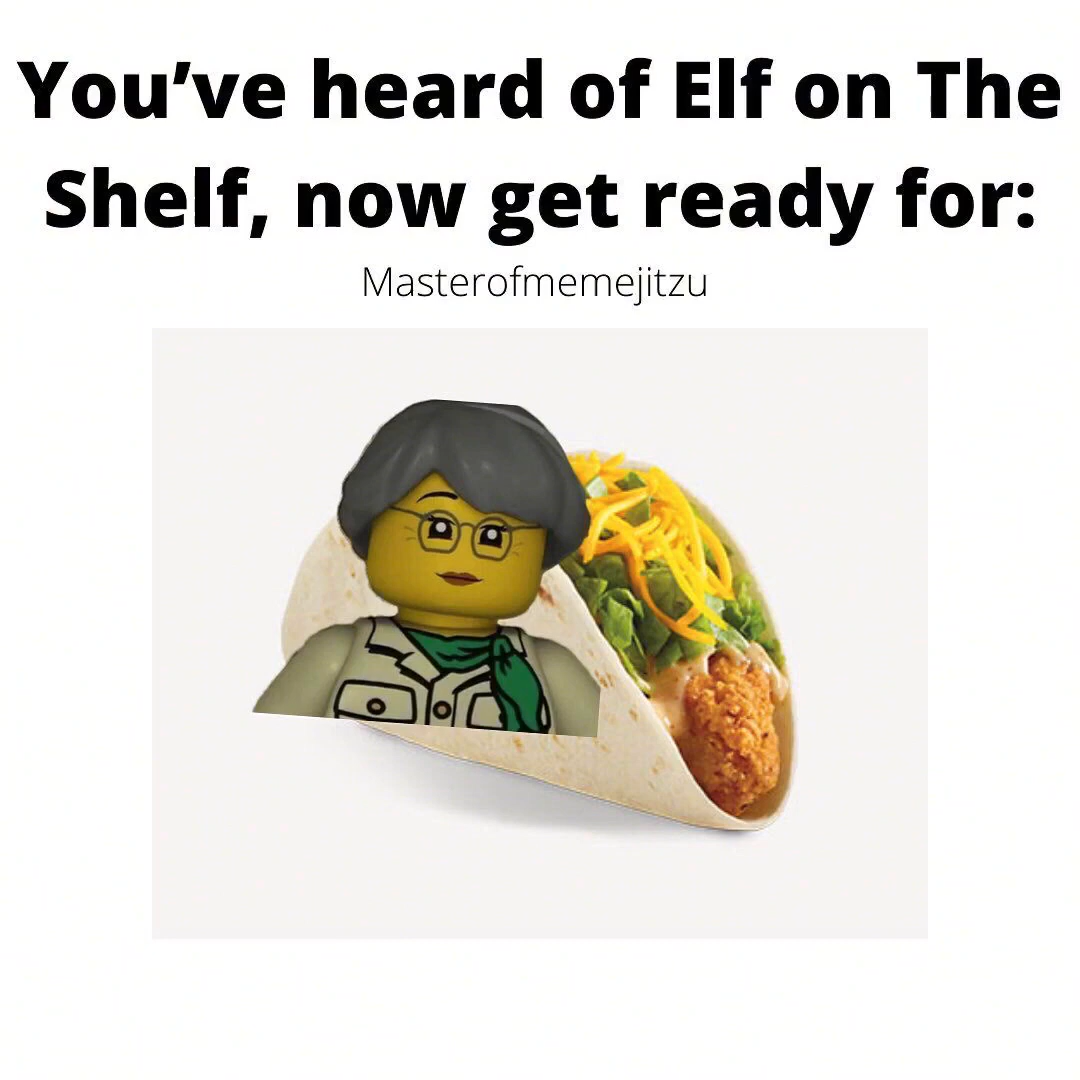 You’ve heard of Elf on The
Shelf, now get ready for:
Masterofmemejitzu